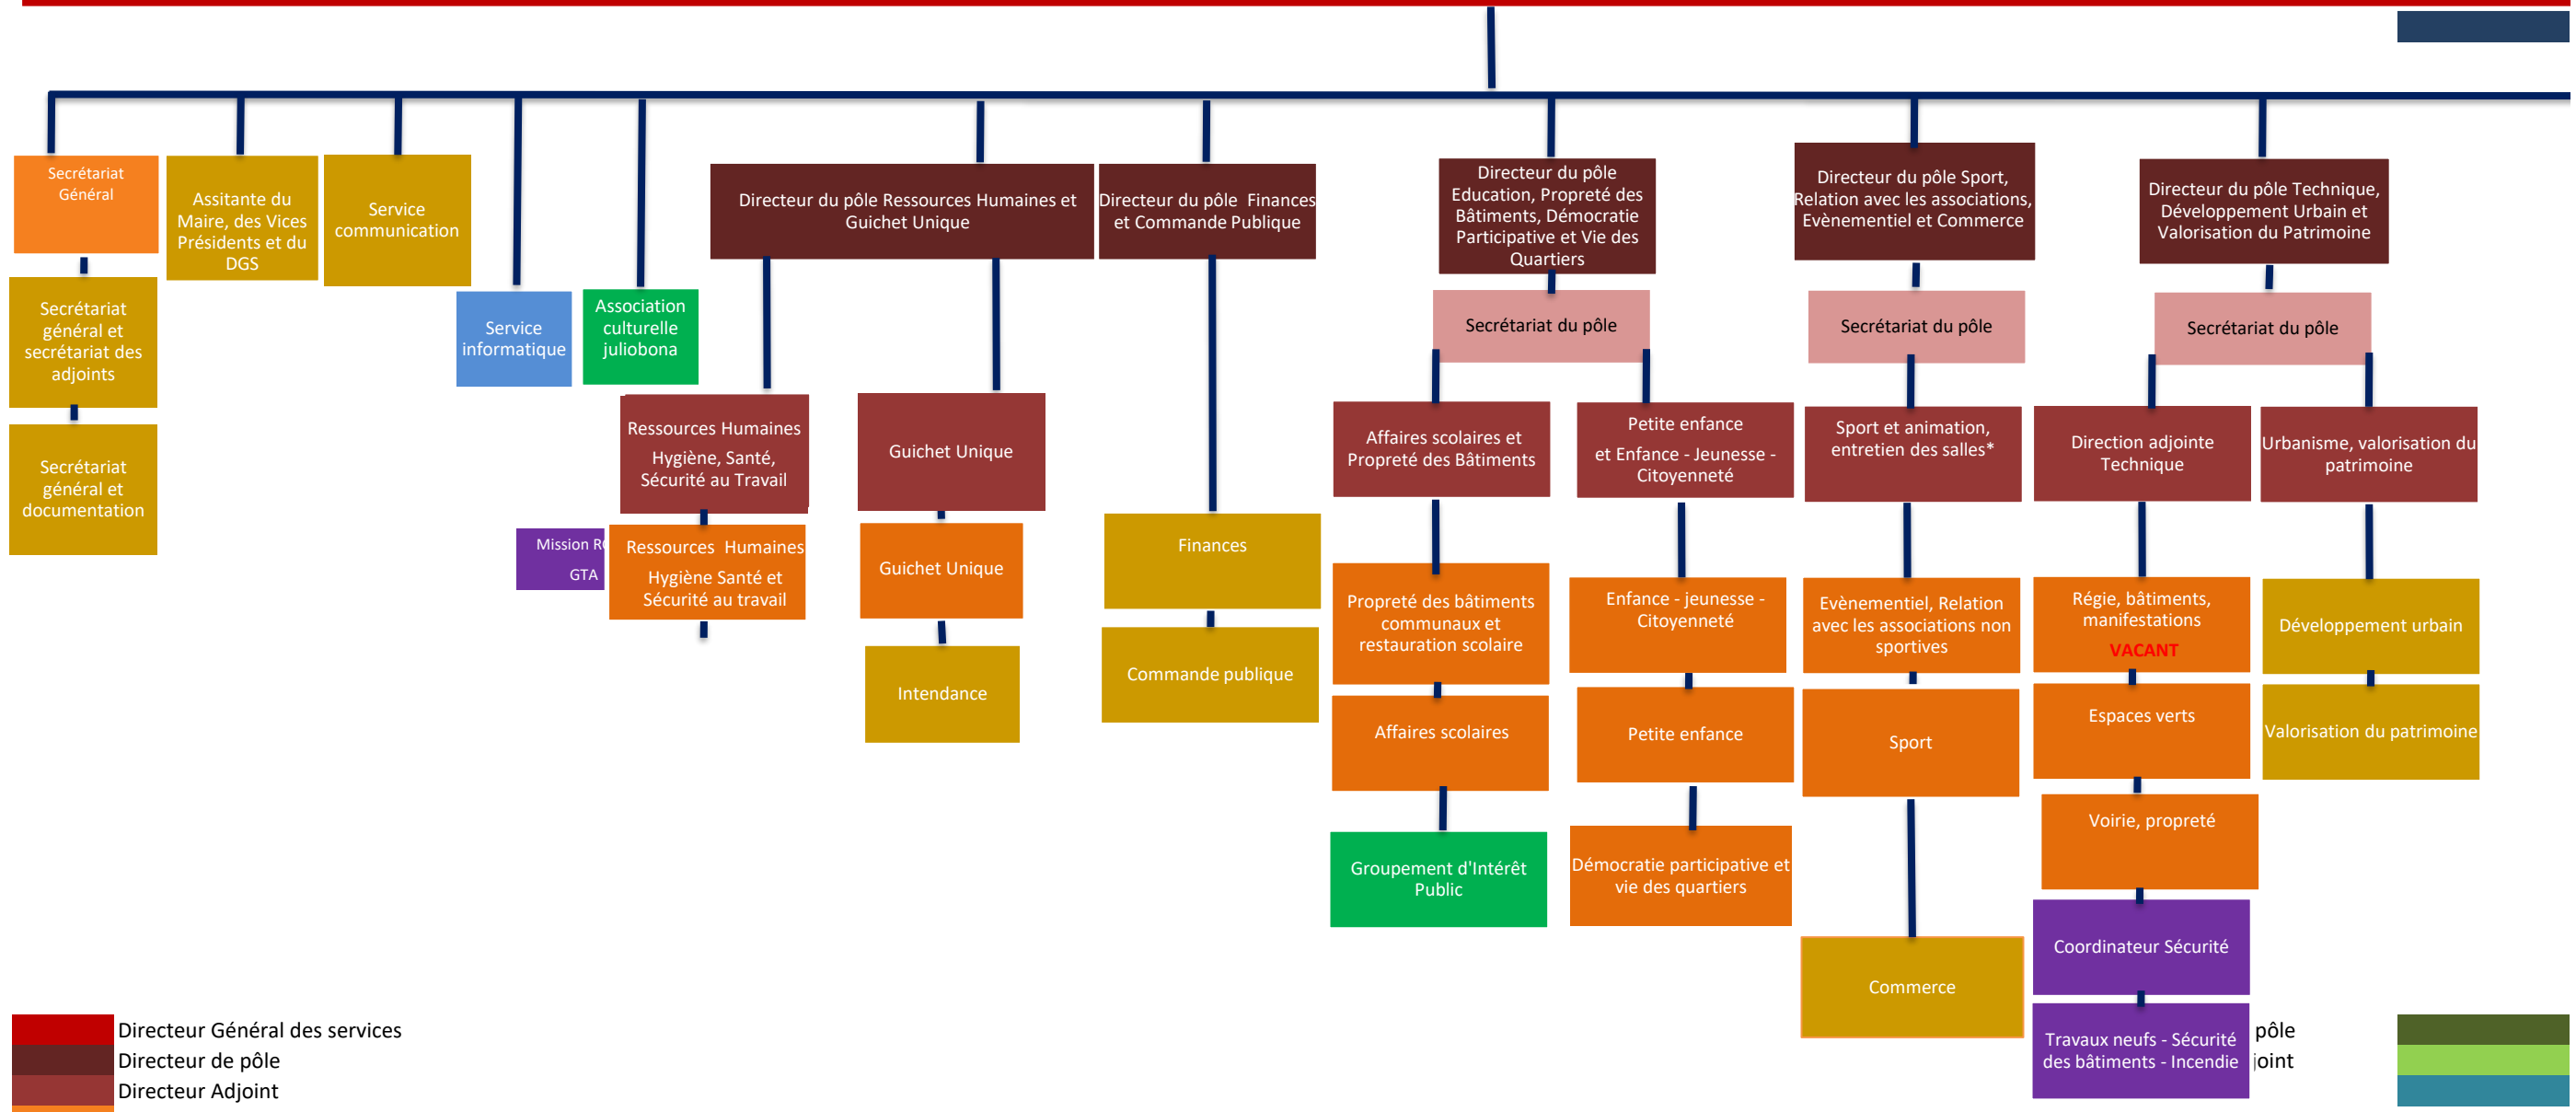 Secrétariat
Général
Assitante du
Maire, des Vices
Présidents et du
DGS
Service
communication
Directeur du pôle Ressources Humaines et
Guichet Unique
Directeur du pôle  Finances
et Commande Publique
Directeur du pôle
Education, Propreté des
Bâtiments, Démocratie
Participative et Vie des
Quartiers
Directeur du pôle Sport,
Relation avec les associations,
Evènementiel et Commerce
Directeur du pôle Technique,
Développement Urbain et
Valorisation du Patrimoine
Secrétariat
général et
secrétariat des
adjoints
Service
informatique
Association
culturelle
juliobona
Secrétariat du pôle
Secrétariat du pôle
Secrétariat du pôle
Secrétariat
général et
documentation
Ressources Humaines
Hygiène, Santé,
Sécurité au Travail
Guichet Unique
Affaires scolaires et
Propreté des Bâtiments
Petite enfance
et Enfance - Jeunesse -
Citoyenneté
Sport et animation,
entretien des salles*
Direction adjointe
Technique
Urbanisme, valorisation du
patrimoine
Mission
GTA
Ressources  Humaines
Hygiène Santé et
Sécurité au travail
Guichet Unique
Finances
Propreté des bâtiments
communaux et
restauration scolaire
Enfance - jeunesse -
Citoyenneté
Evènementiel, Relation
avec les associations non
sportives
Régie, bâtiments,
manifestations
VACANT
Développement urbain
Intendance
Commande publique
Affaires scolaires
Petite enfance
Sport
Espaces verts
Valorisation du patrimoine
Voirie, propreté
Groupement d'Intérêt
Public
Démocratie participative et
vie des quartiers
Commerce
Coordinateur Sécurité
Travaux neufs - Sécurité
des bâtiments - Incendie
Directeur Général des services
Directeur de pôle
Directeur Adjoint
pôle
joint